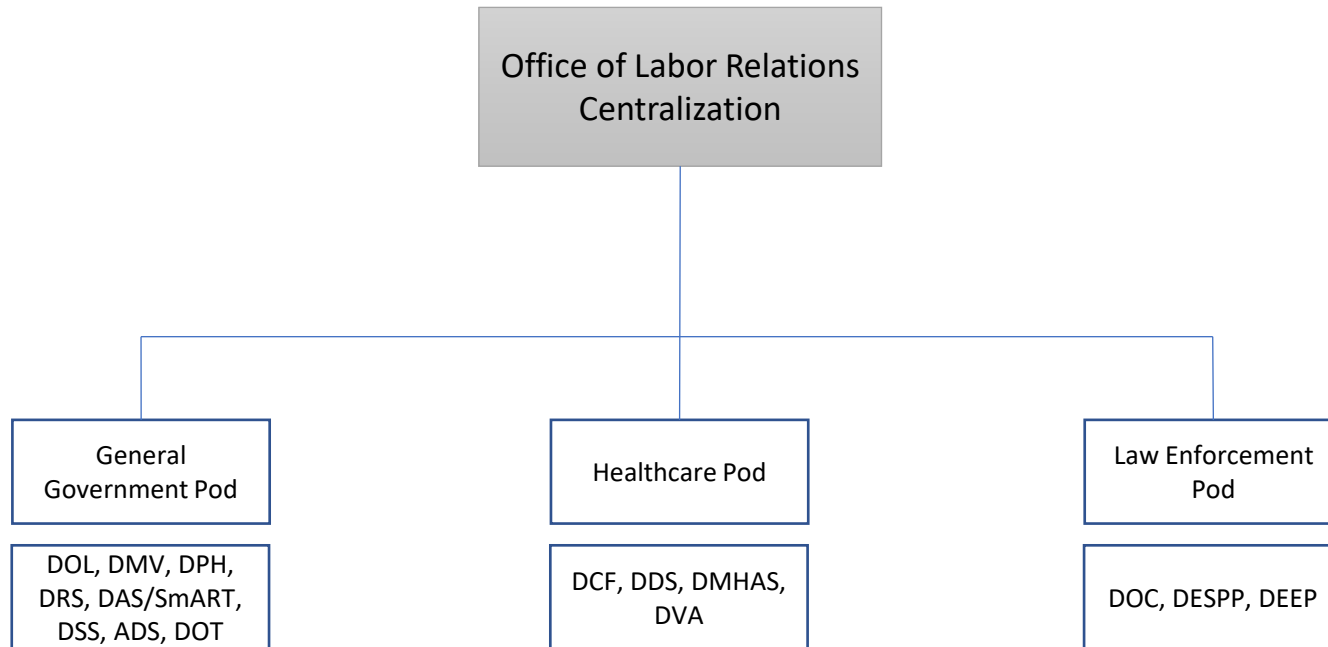 Office of Labor Relations
Centralization
General
Government Pod
Healthcare Pod
Law Enforcement
Pod
DOL, DMV, DPH,
DRS, DAS/SmART,
DSS, ADS, DOT
DCF, DDS, DMHAS,
DVA
DOC, DESPP, DEEP